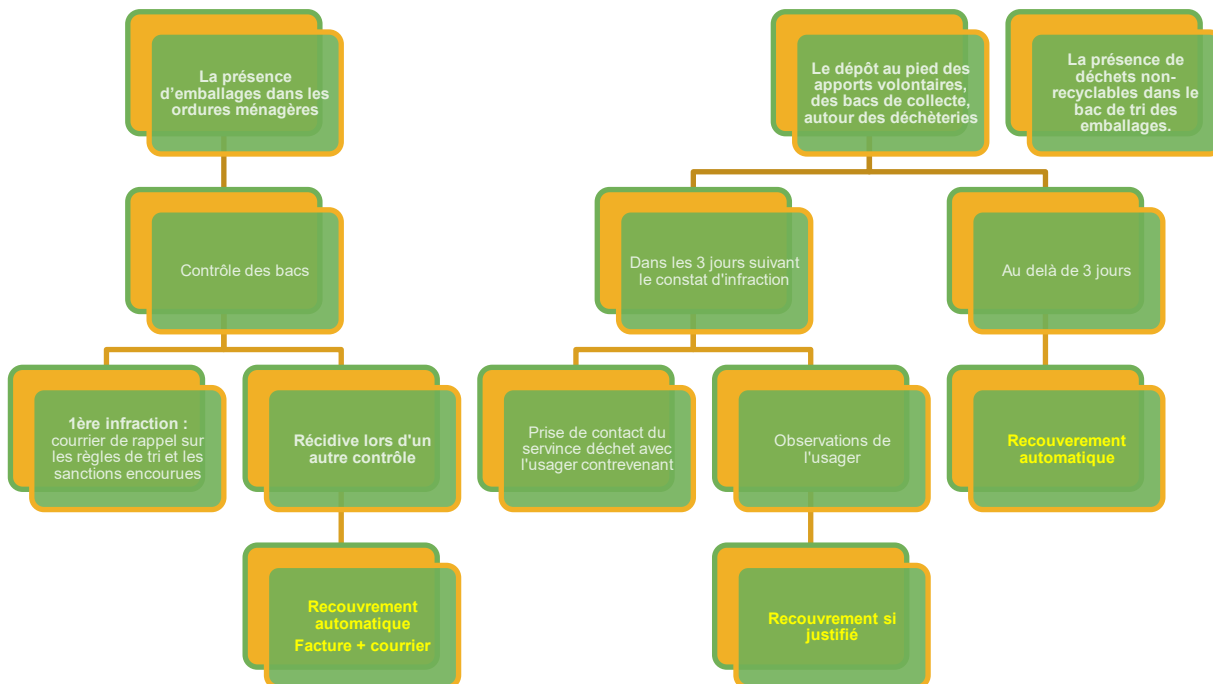 La présence
d'emballages dans les
ordures ménagères
Le dépôt au pied des
apports volontaires,
des bacs de collecte,
autour des déchèteries
La présence de
déchets non-
recyclables dans le
bac de tri des
emballages.
Contrôle des bacs
Dans les 3 jours suivant
le constat d'infraction
Au delà de 3 jours
1ère infraction :
courrier de rappel sur
les règles de tri et les
sanctions encourues
Récidive lors d'un
autre contrôle
Prise de contact du
servince déchet avec
l'usager contrevenant
Observations de
l'usager
Recouverement
automatique
Recouvrement
automatique
Facture + courrier
Recouvrement si
justifié